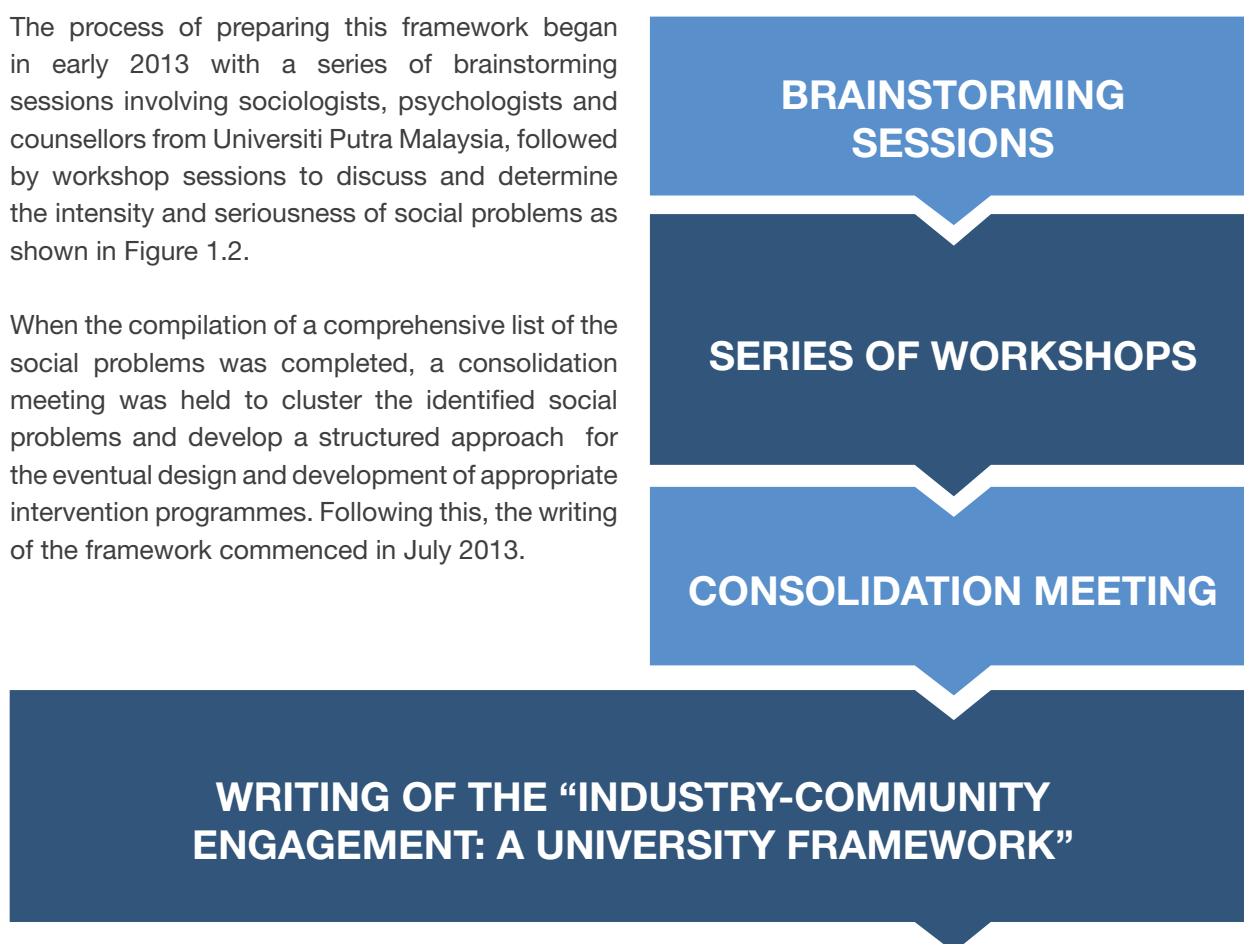 The process of preparing this framework began
in early 2013 with a series of brainstorming
sessions involving sociologists, psychologists and
counsellors from Universiti Putra Malaysia, followed
by workshop sessions to discuss and determine
the intensity and seriousness of social problems as
shown in Figure 1.2.
When the compilation of a comprehensive list of the
social problems was completed, a consolidation
meeting was held to cluster the identified social
problems and develop a structured approach for
the eventual design and development of appropriate
intervention programmes. Following this, the writing
of the framework commenced in July 2013.
BRAINSTORMING
SESSIONS
SERIES OF WORKSHOPS
CONSOLIDATION MEETING
WRITING OF THE “INDUSTRY-COMMUNITY
ENGAGEMENT: A UNIVERSITY FRAMEWORK”